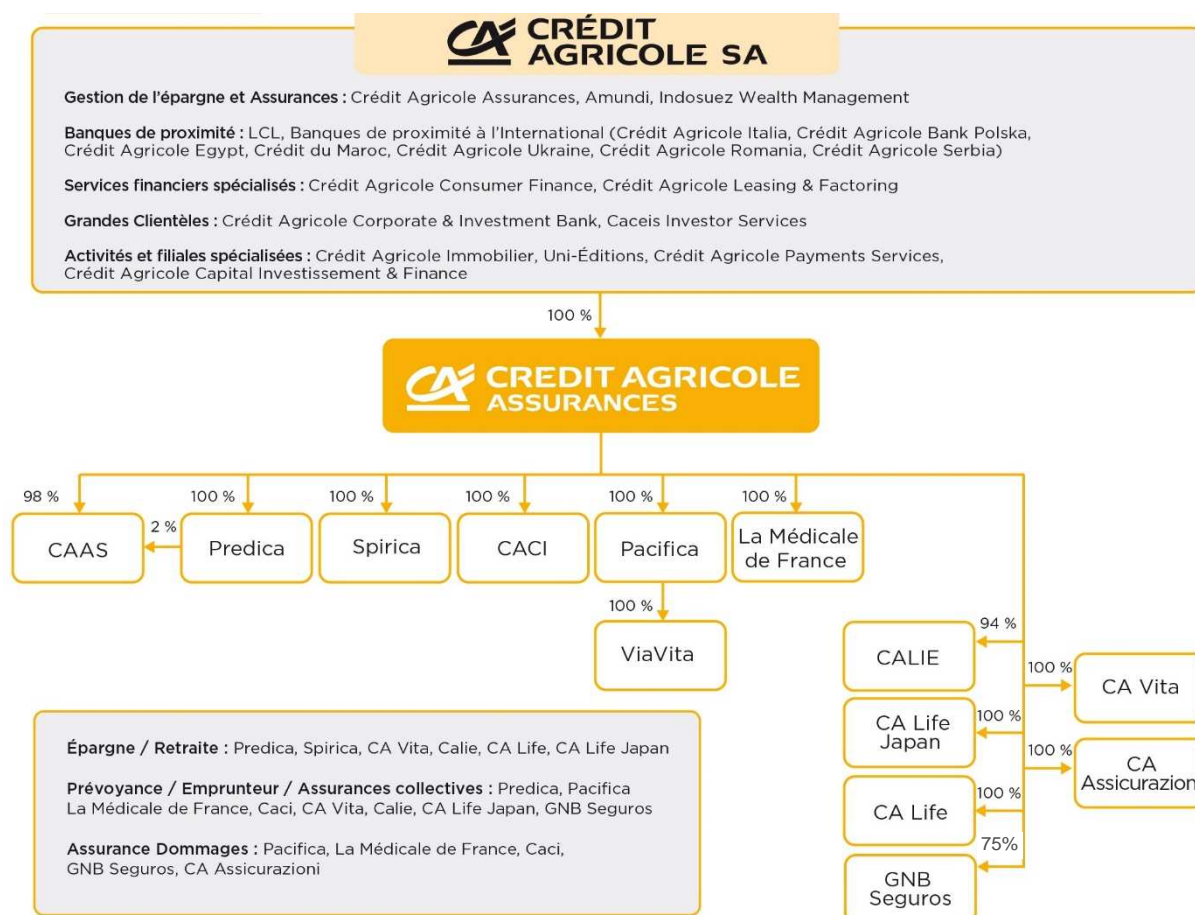 CRÉDIT
AGRICOLE SA
Gestion de l'épargne et Assurances : Crédit Agricole Assurances, Amundi, Indosuez Wealth Management
Banques de proximité : LCL, Banques de proximité à l'International (Crédit Agricole Italia, Crédit Agricole Bank Polska,
Crédit Agricole Egypt, Crédit du Maroc, Crédit Agricole Ukraine, Crédit Agricole Romania, Crédit Agricole Serbia)
Services financiers spécialisés : Crédit Agricole Consumer Finance, Crédit Agricole Leasing & Factoring
Grandes Clientèles : Crédit Agricole Corporate & Investment Bank, Caceis Investor Services
Activités et filiales spécialisées : Crédit Agricole Immobilier, Uni-Éditions, Crédit Agricole Payments Services,
Crédit Agricole Capital Investissement & Finance
100 %
CREDIT AGRICOLE
ASSURANCES
98 %
100 %
100 %
100 %
100 %
100 %
CAAS
2 %
Predica
Spirica
CACI
Pacifica
La Médicale
de France
100 %
ViaVita
94 %
CALIE
100 %
CA Vita
100 %
CA Life
Japan
100 %
CA
Assicurazion
100 %
CA Life
75%
GNB
Seguros
Épargne / Retraite : Predica, Spirica, CA Vita, Calie, CA Life, CA Life Japan
Prévoyance / Emprunteur / Assurances collectives : Predica, Pacifica
La Médicale de France, Caci, CA Vita, Calie, CA Life Japan, GNB Seguros
Assurance Dommages : Pacifica, La Médicale de France, Caci,
GNB Seguros, CA Assicurazioni